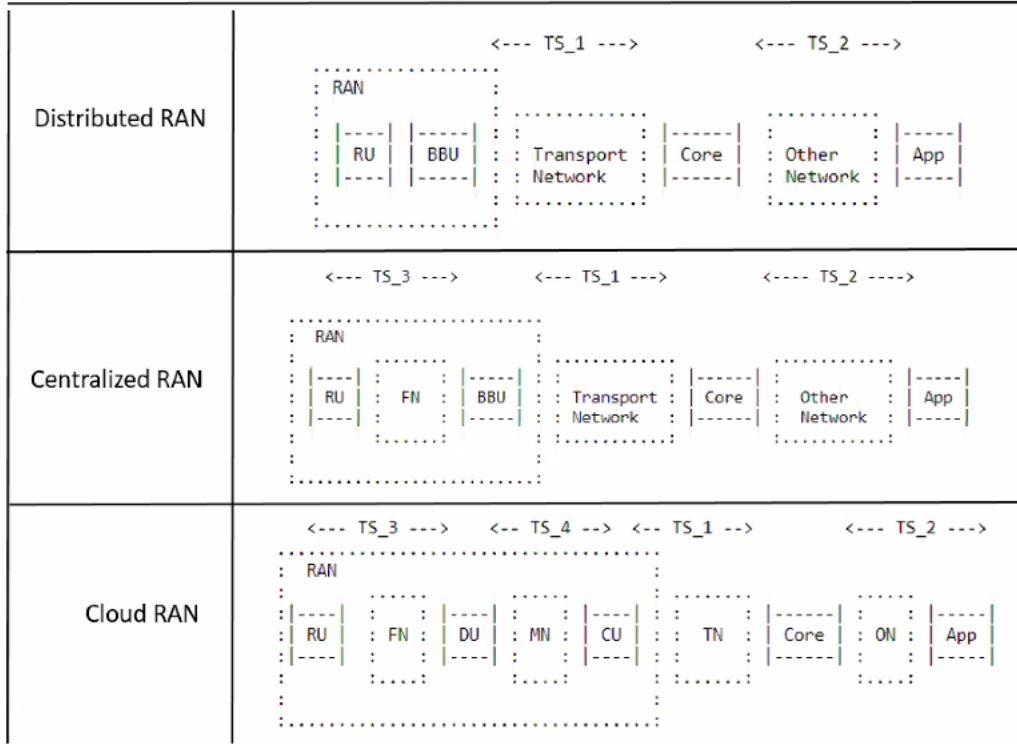 Distributed RAN
<--- TS_1 ---> <--- TS_2 --->
RAN
RU BBU Transport Network Core Other Network App
Centralized RAN
<--- TS_3 ---> <--- TS_1 ---> <---- TS_2 ---->
RAN
RU FN BBU Transport Network Core Other Network App
Cloud RAN
<--- TS_3 ---> <-- TS_4 --> <-- TS_1 --> <--- TS_2 --->
RAN
RU FN DU MN CU TN Core ON App